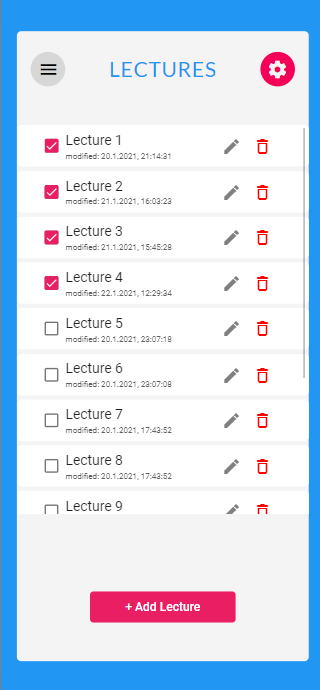 LECTURES
Lecture 1
modified: 20.1.2021, 21:14:31
Lecture 2
modified: 21.1.2021, 16:03:23
Lecture 3
modified: 21.1.2021, 15:45:28
Lecture 4
modified: 22.1.2021, 12:29:34
Lecture 5
modified: 20.1.2021, 23:07:18
Lecture 6
modified: 20.1.2021, 23:07:08
Lecture 7
modified: 20.1.2021, 17:43:52
Lecture 8
modified: 20.1.2021, 17:43:52
Lecture 9
+ Add Lecture